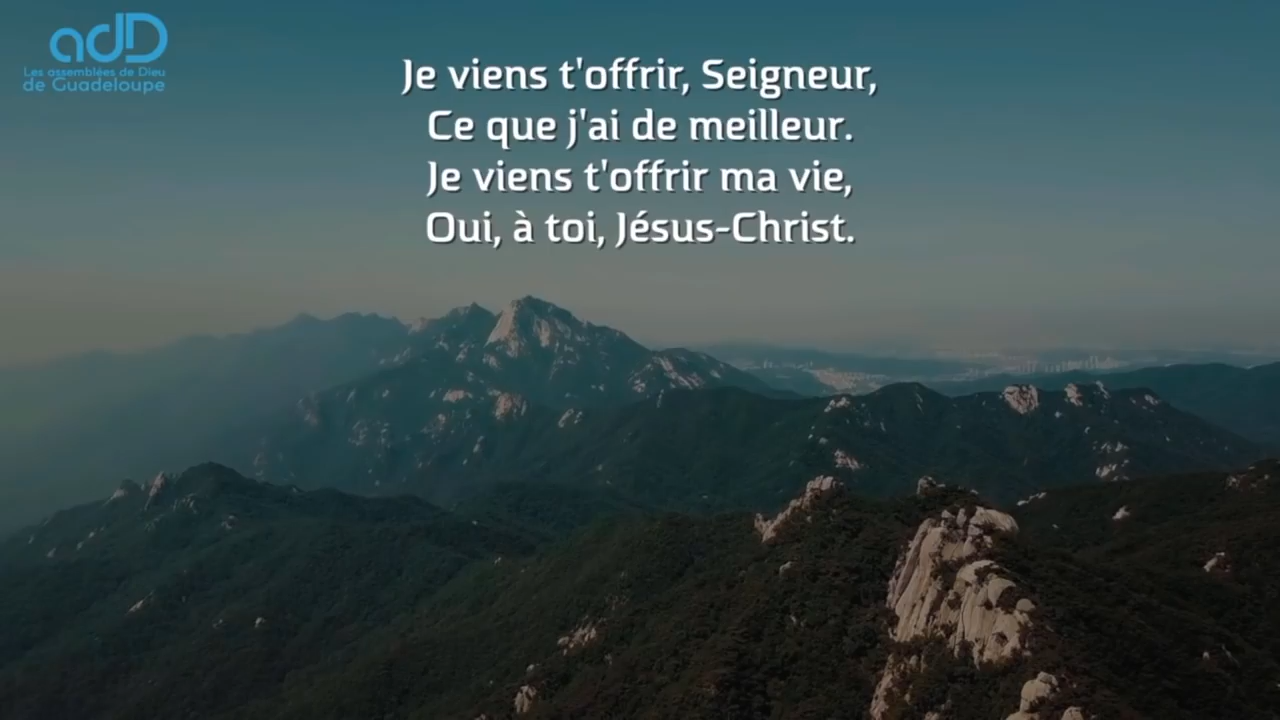 adD
Les assemblées de Dieu
de Guadeloupe
Je viens t'offrir, Seigneur,
Ce que j'ai de meilleur.
Je viens t'offrir ma vie,
Oui, à toi, Jésus-Christ.